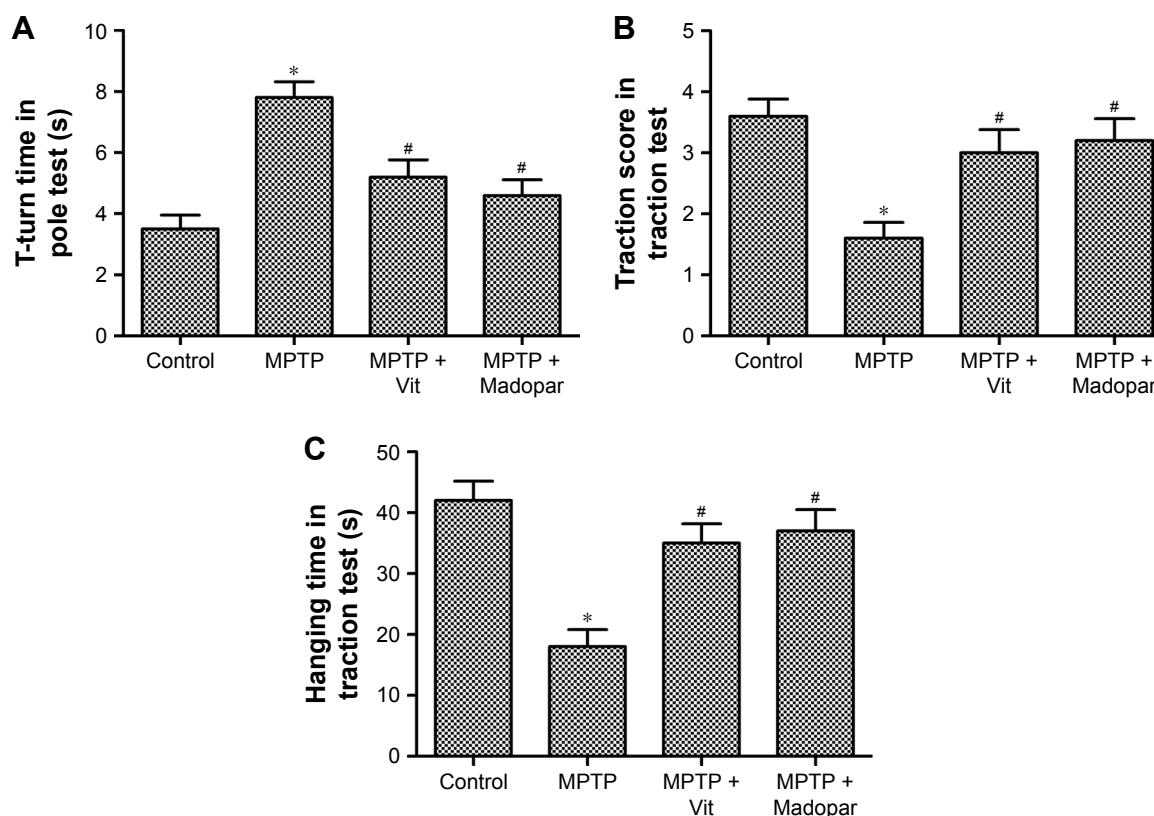 A
T-turn time in
pole test (s)
10
8
6
4
2
0
*
#
#
Control
MPTP
MPTP +
Vit
MPTP +
Madopar
B
Traction score in
traction test
5
4
3
2
1
0
*
#
#
Control
MPTP
MPTP +
Vit
MPTP +
Madopar
C
Hanging time in
traction test (s)
50
40
30
20
10
0
*
#
#
Control
MPTP
MPTP +
Vit
MPTP +
Madopar